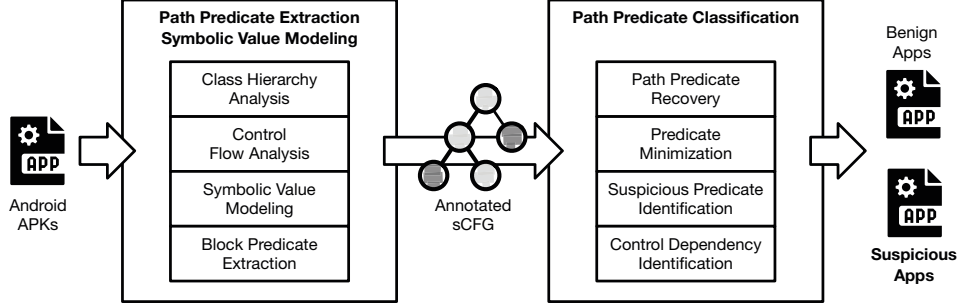 Path Predicate Extraction
Symbolic Value Modeling
Class Hierarchy
Analysis
Control
Flow Analysis
Symbolic Value
Modeling
Block Predicate
Extraction
APP
Android
APKs
Annotated
sCFG
Path Predicate Classification
Path Predicate
Recovery
Predicate
Minimization
Suspicious Predicate
Identification
Control Dependency
Identification
Benign
Apps
APP
APP
Suspicious
Apps